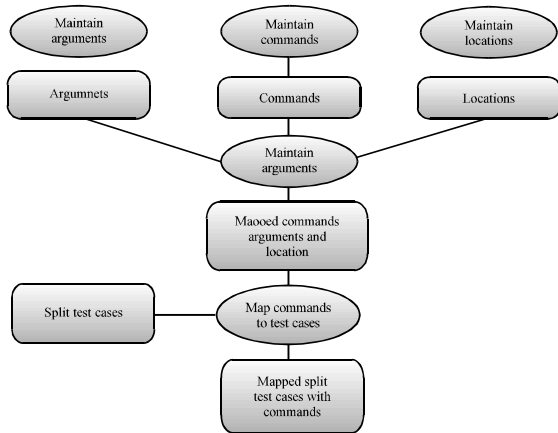 Maintain
arguments
Maintain
commands
Maintain
locations
Argumnets
Commands
Locations
Maintain
arguments
Maooed commands
arguments and
location
Split test cases
Map commands
to test cases
Mapped split
test cases with
commands